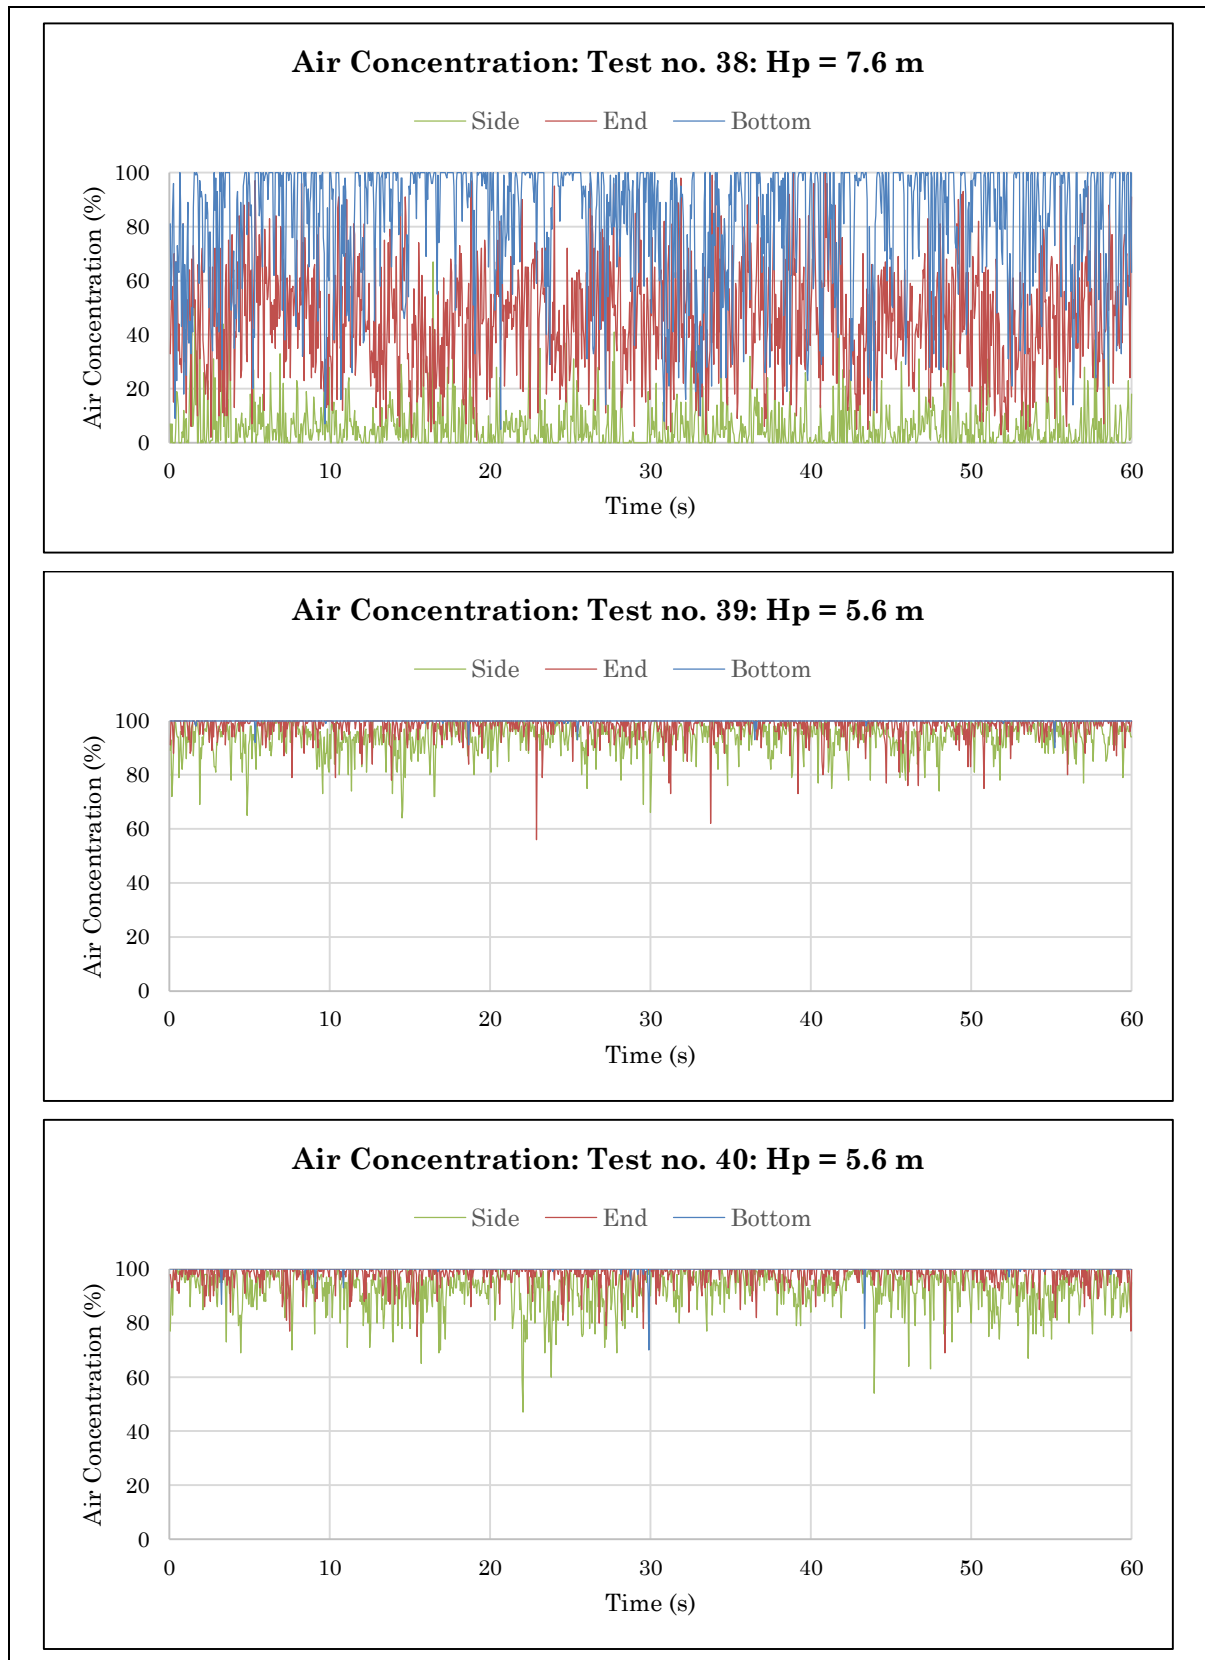 Air Concentration: Test no. 38: Hp = 7.6 m
Side End Bottom
Air Concentration (%)
100
80
60
40
20
0
0 10 20 30 40 50 60
Time (s)
Air Concentration: Test no. 39: Hp = 5.6 m
Side End Bottom
Air Concentration (%)
100
80
60
40
20
0
0 10 20 30 40 50 60
Time (s)
Air Concentration: Test no. 40: Hp = 5.6 m
Side End Bottom
Air Concentration (%)
100
80
60
40
20
0
0 10 20 30 40 50 60
Time (s)